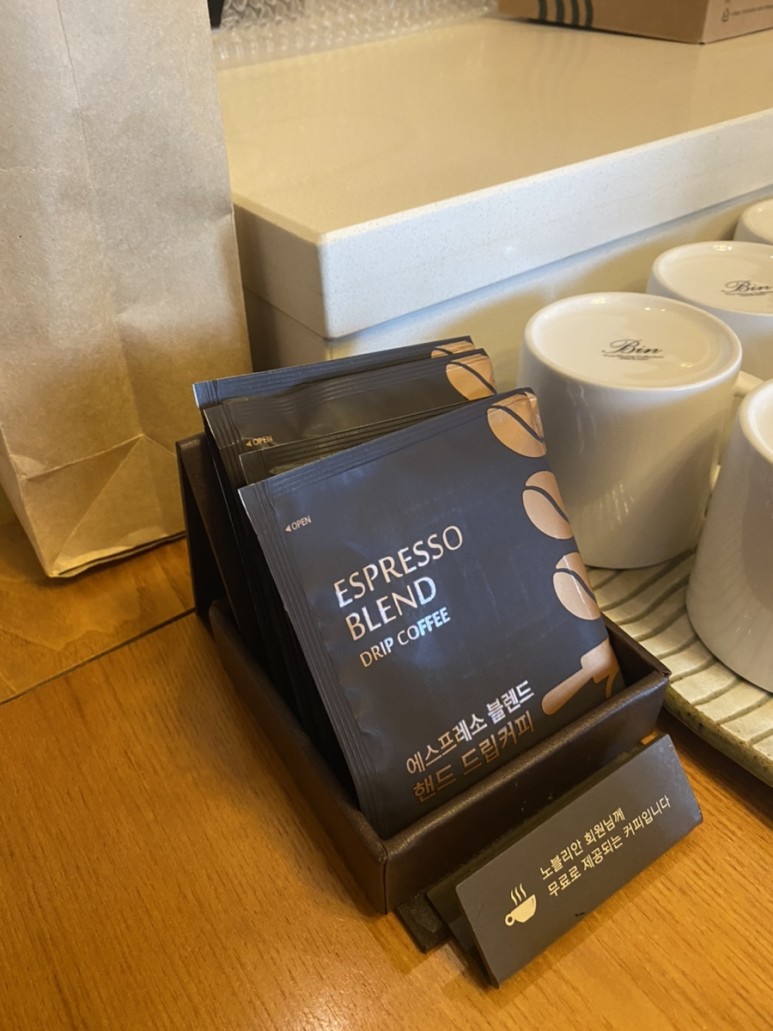 Bin
Bin
◀OPEN
◀OPEN
ESPRESSO
BLEND
DRIP COFFEE
에스프레소 블렌드
핸드 드립커피
노블리안 회원님께
무료로 제공되는 커피입니다